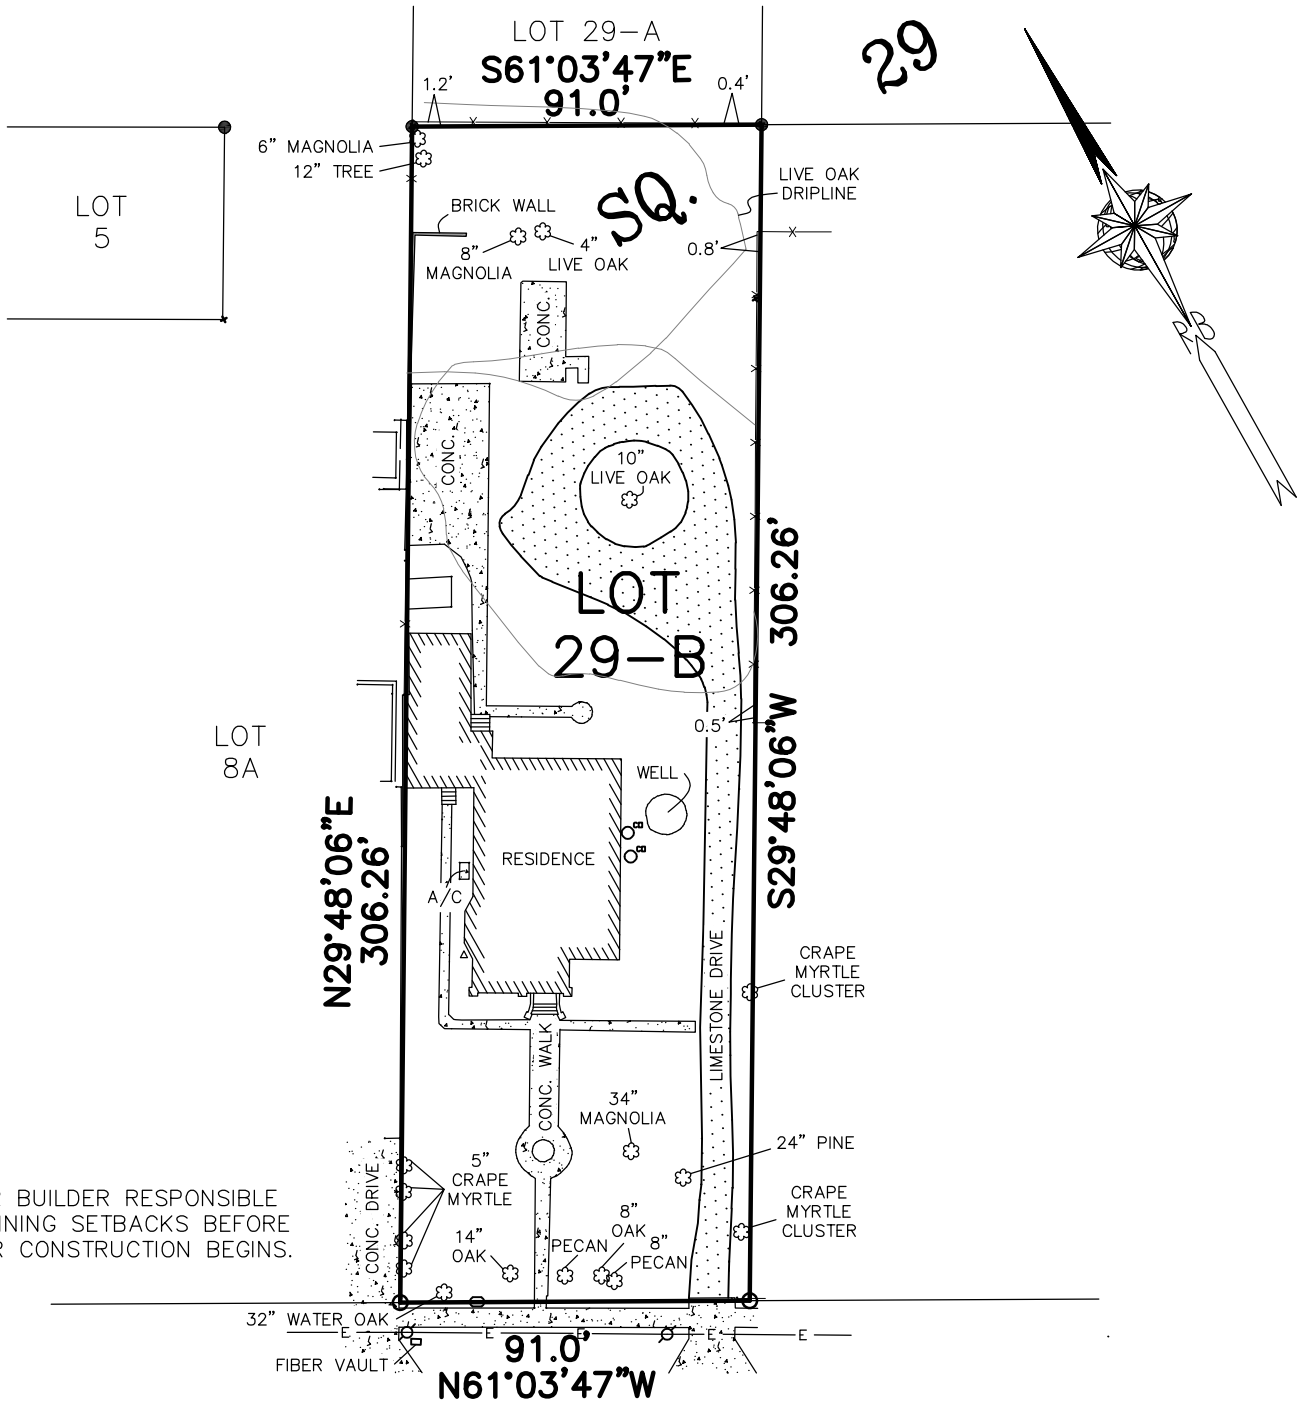 LOT 29-A
S61°03'47"E
91.0'
1.2'
0.4'
29
SQ.
6" MAGNOLIA
12" TREE
LOT
5
LIVE OAK
DRIPLINE
BRICK WALL
8"
MAGNOLIA
4"
LIVE OAK
0.8'
CONC.
CONC.
10"
LIVE OAK
LOT
29-B
306.26'
S29°48'06"W
0.5'
LOT
8A
WELL
CB
CB
RESIDENCE
A/C
N29°48'06"E
306.26'
LIMESTONE DRIVE
CRAPE
MYRTLE
CLUSTER
CONC. WALK
34"
MAGNOLIA
24" PINE
5"
CRAPE
MYRTLE
CONC. DRIVE
BUILDER RESPONSIBLE
SETBACKS BEFORE
CONSTRUCTION BEGINS.
CRAPE
MYRTLE
CLUSTER
14"
OAK
PECAN
8"
OAK
8"
PECAN
32" WATER OAK
E E E E E
FIBER VAULT
91.0'
N61°03'47"W